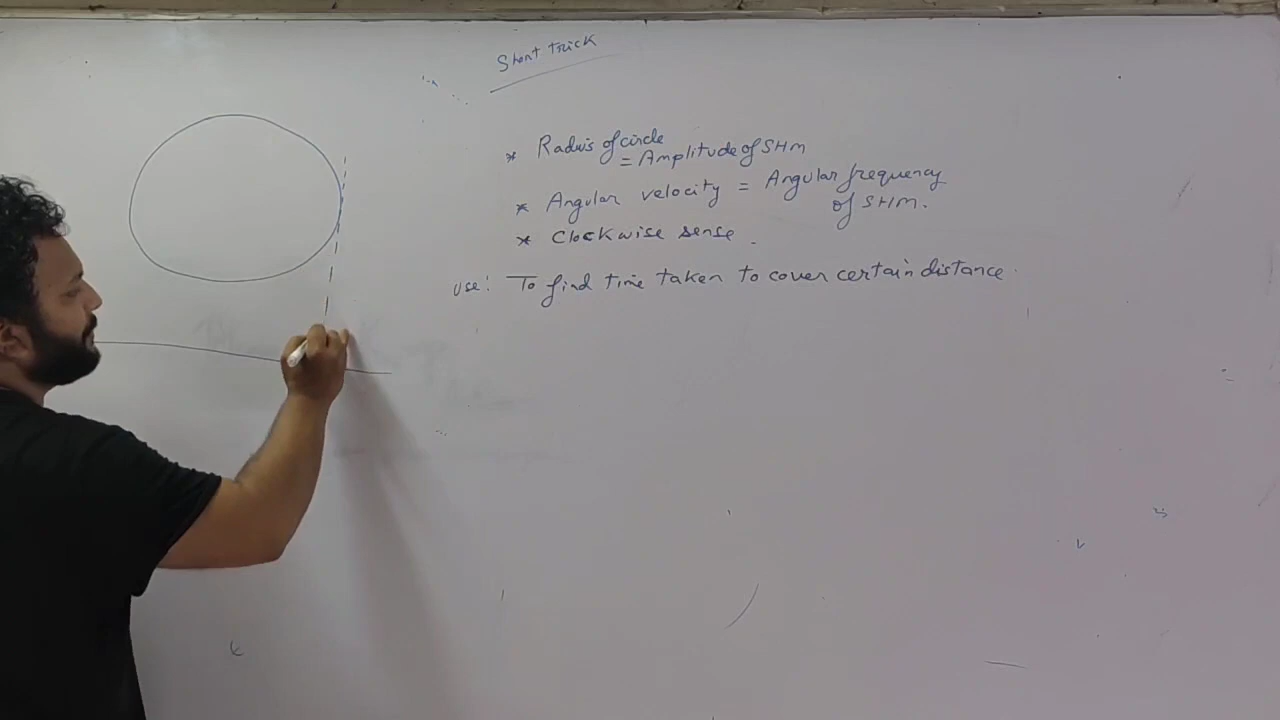 Short trick
* Radius of circle
= Amplitude of SHM
* Angular velocity = Angular frequency
of SHM.
* Clockwise sense.
use: To find time taken to cover certain distance.